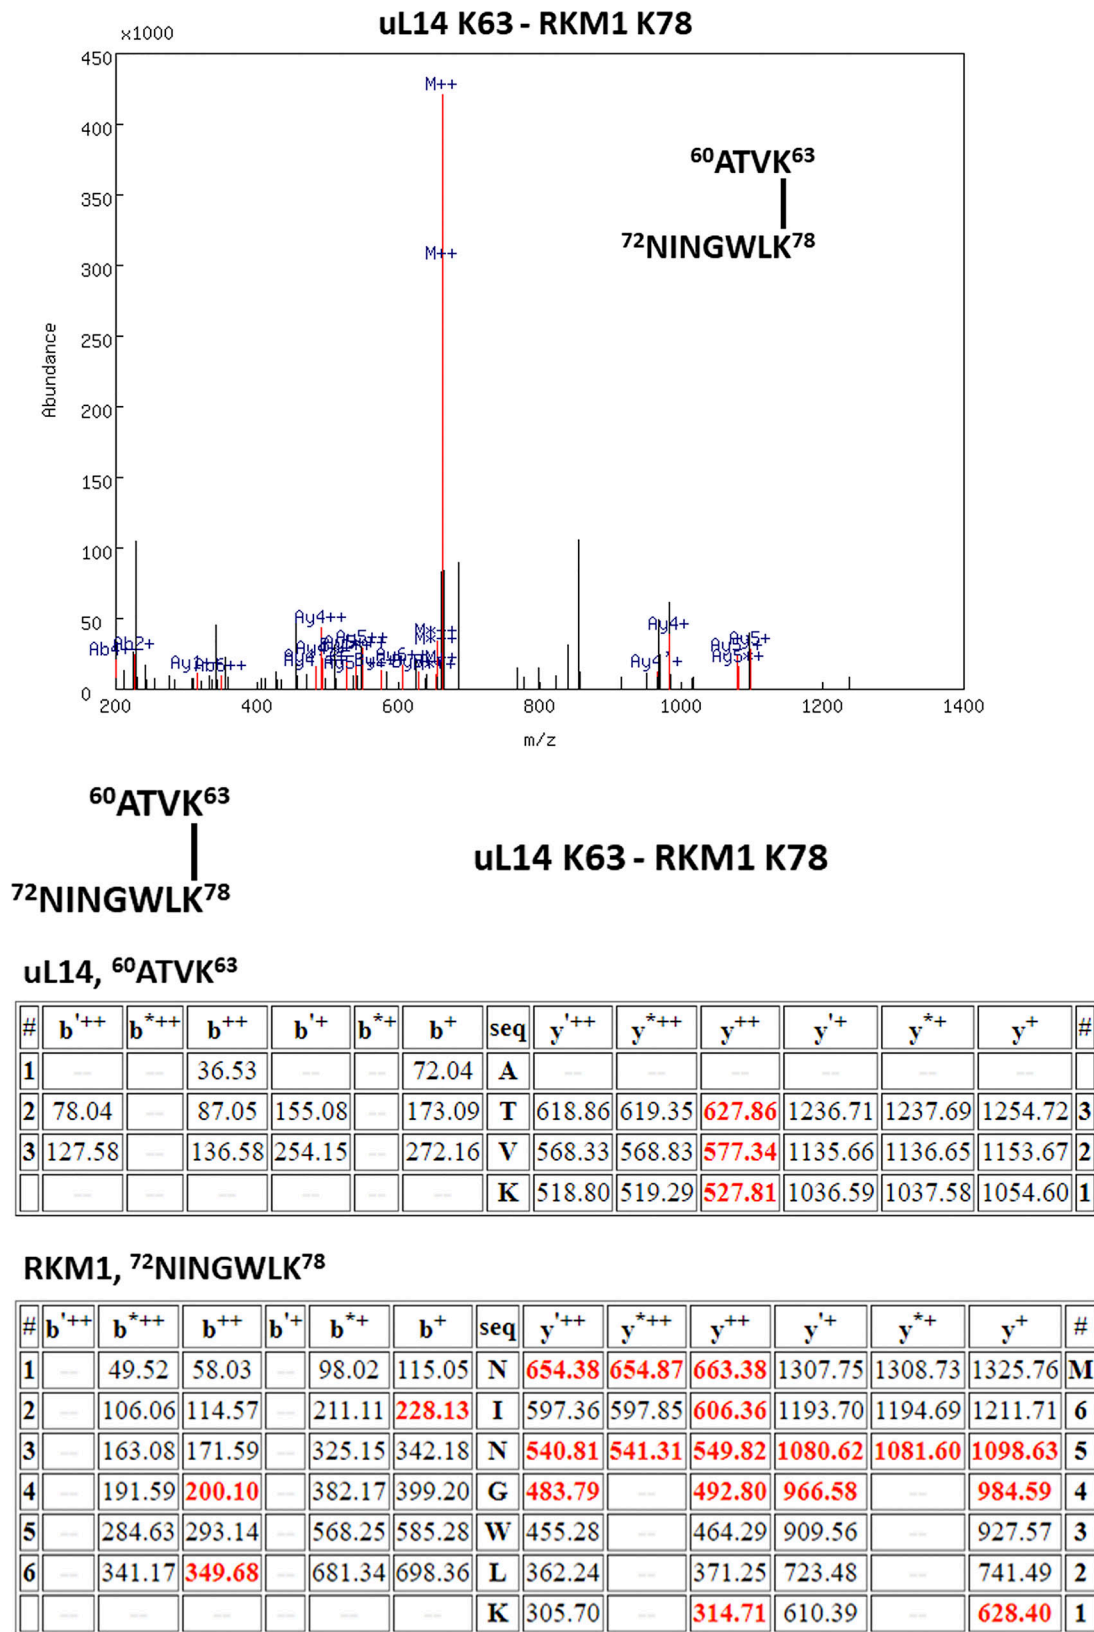 uL14 K63 - RKM1 K78
x1000
450
M++
400
⁶⁰ATVK⁶³
350
⁷²NINGWLK⁷⁸
300
M++
250
Abundance
200
150
100
50
Ay4++
Ay4+
Ay5+
Ab2+
0
200 400 600 800 1000 1200 1400
m/z
⁶⁰ATVK⁶³
uL14 K63 - RKM1 K78
⁷²NINGWLK⁷⁸
uL14, ⁶⁰ATVK⁶³
# b'++ b*++ b++ b'+ b*+ b+ seq y'++ y*++ y++ y'+ y*+ y+ #
1 -- -- 36.53 -- -- 72.04 A -- -- -- -- -- --
2 78.04 -- 87.05 155.08 -- 173.09 T 618.86 619.35 627.86 1236.71 1237.69 1254.72 3
3 127.58 -- 136.58 254.15 -- 272.16 V 568.33 568.83 577.34 1135.66 1136.65 1153.67 2
-- -- -- -- -- -- K 518.80 519.29 527.81 1036.59 1037.58 1054.60 1
RKM1, ⁷²NINGWLK⁷⁸
# b'++ b*++ b++ b'+ b*+ b+ seq y'++ y*++ y++ y'+ y*+ y+ #
1 -- 49.52 58.03 -- 98.02 115.05 N 654.38 654.87 663.38 1307.75 1308.73 1325.76 M
2 -- 106.06 114.57 -- 211.11 228.13 I 597.36 597.85 606.36 1193.70 1194.69 1211.71 6
3 -- 163.08 171.59 -- 325.15 342.18 N 540.81 541.31 549.82 1080.62 1081.60 1098.63 5
4 -- 191.59 200.10 -- 382.17 399.20 G 483.79 -- 492.80 966.58 -- 984.59 4
5 -- 284.63 293.14 -- 568.25 585.28 W 455.28 -- 464.29 909.56 -- 927.57 3
6 -- 341.17 349.68 -- 681.34 698.36 L 362.24 -- 371.25 723.48 -- 741.49 2
-- -- -- -- -- -- K 305.70 -- 314.71 610.39 -- 628.40 1